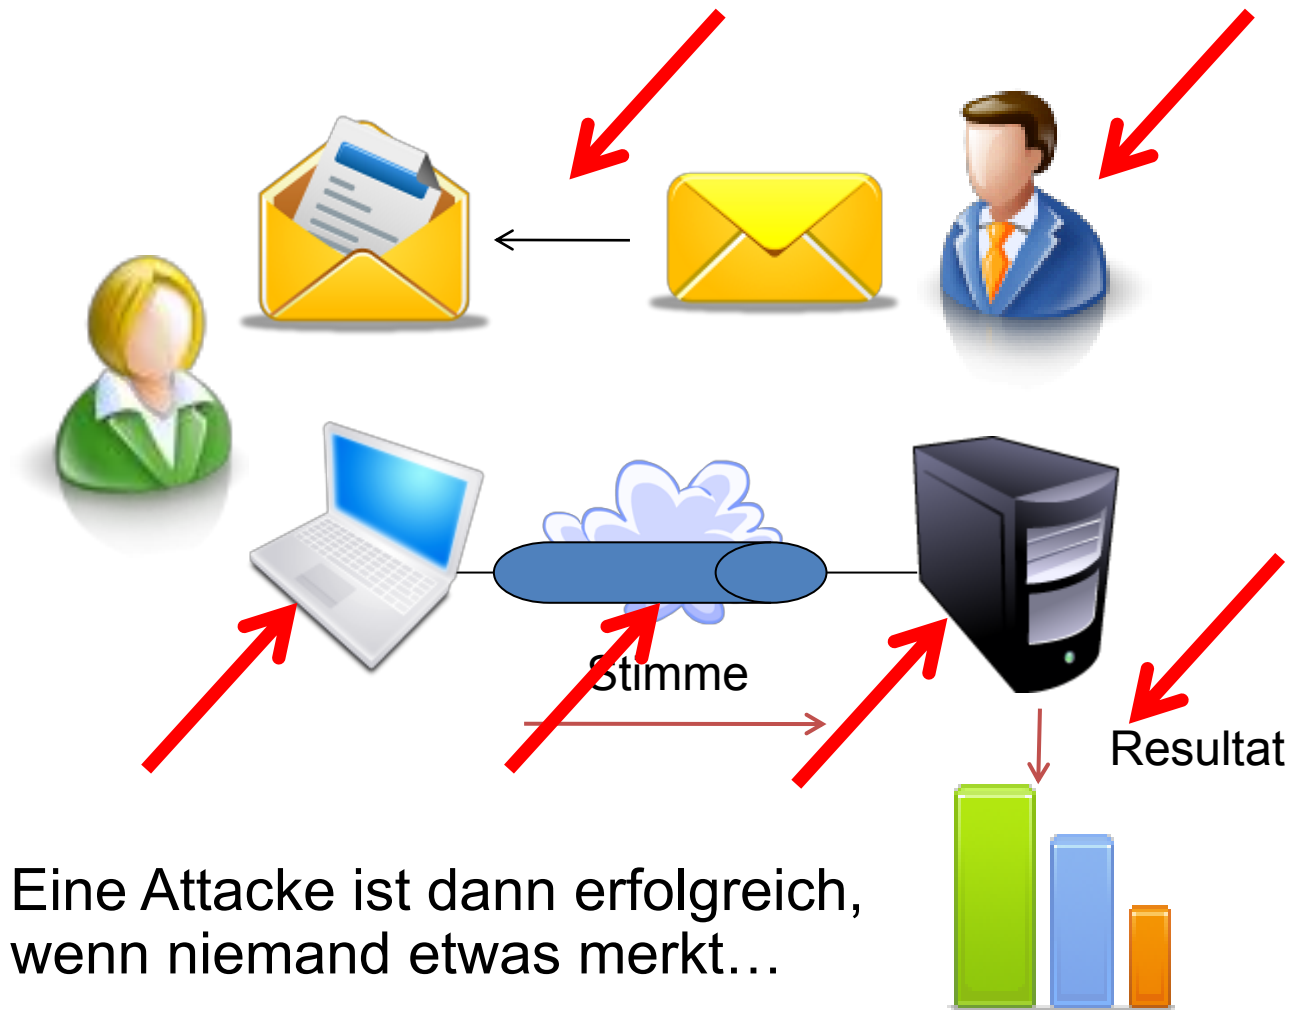 Stimme
Resultat
Eine Attacke ist dann erfolgreich,
wenn niemand etwas merkt…